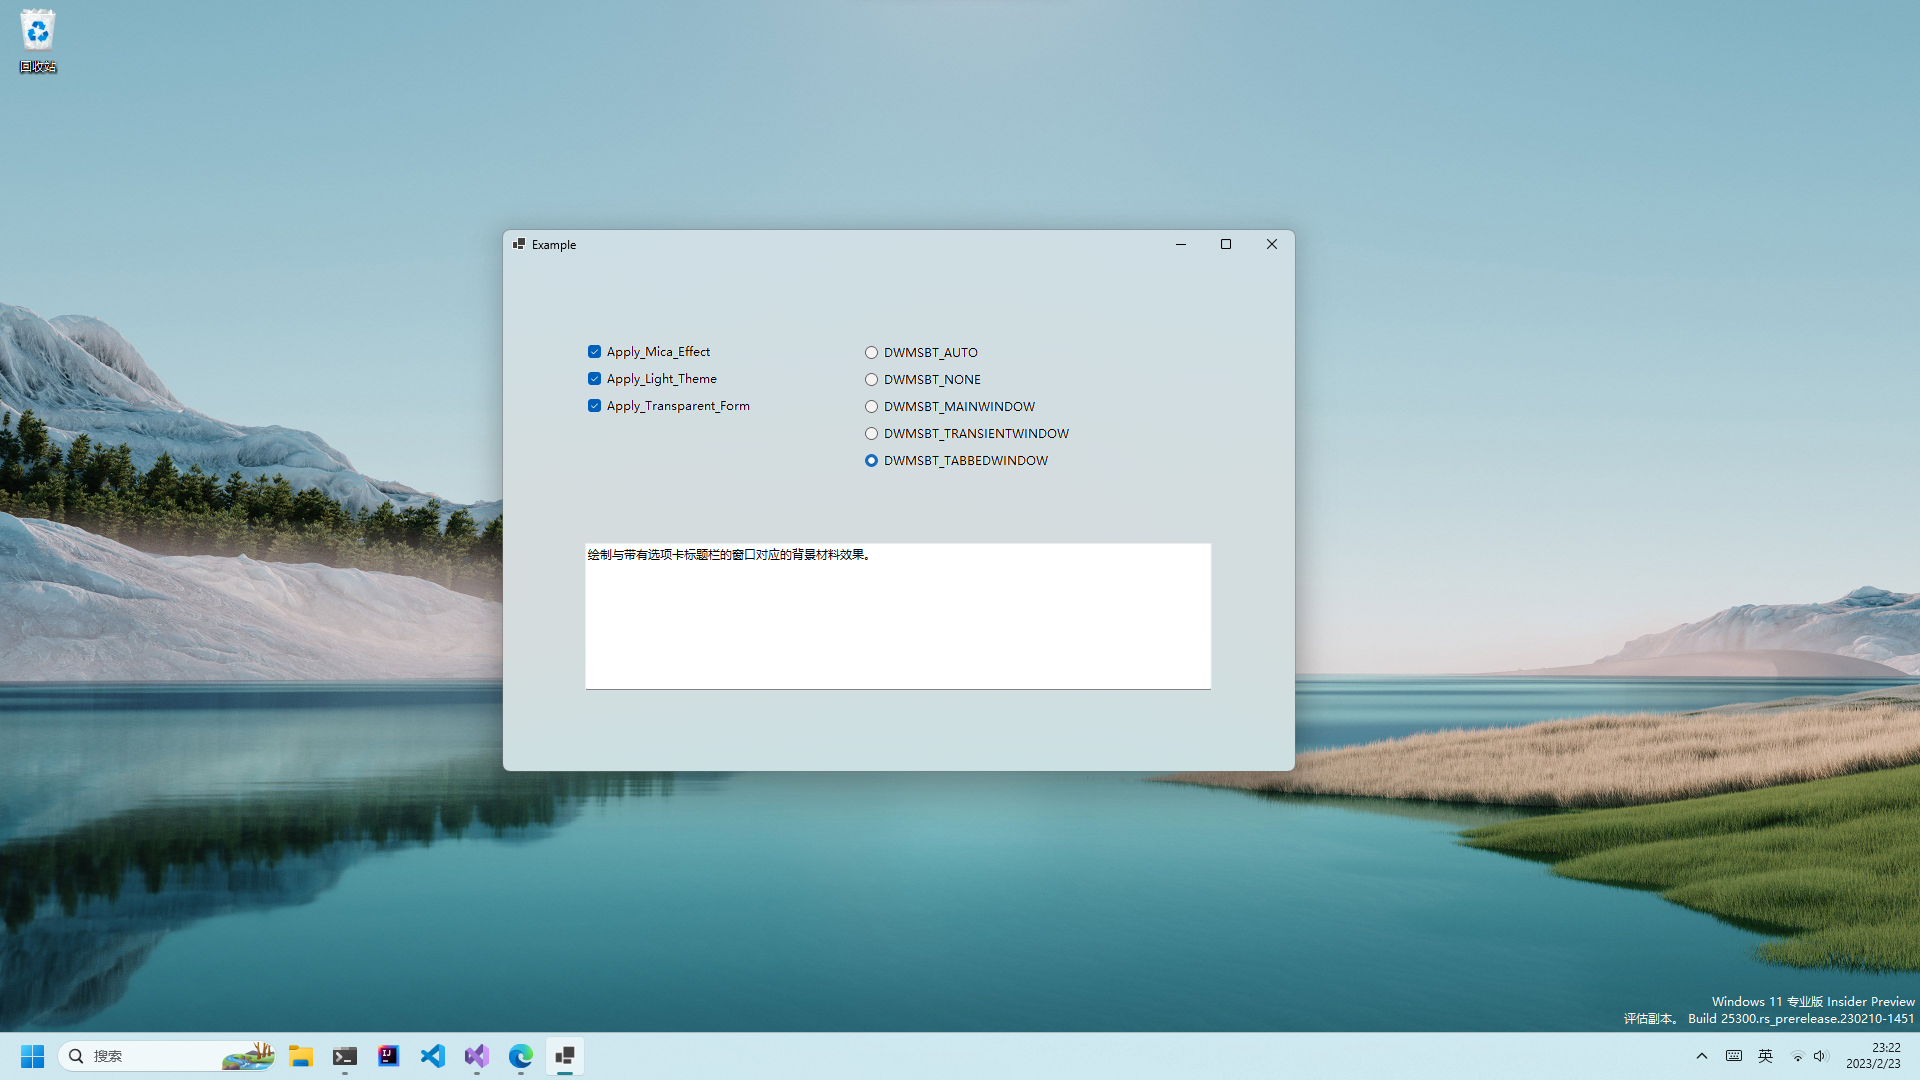 回收站
Example
Apply_Mica_Effect
Apply_Light_Theme
Apply_Transparent_Form
DWMSBT_AUTO
DWMSBT_NONE
DWMSBT_MAINWINDOW
DWMSBT_TRANSIENTWINDOW
DWMSBT_TABBEDWINDOW
绘制与带有选项卡标题栏的窗口对应的背景材料效果。
Windows 11 专业版 Insider Preview
评估副本。 Build 25300.rs_prerelease.230210-1451
搜索
IJ
英
23:22
2023/2/23